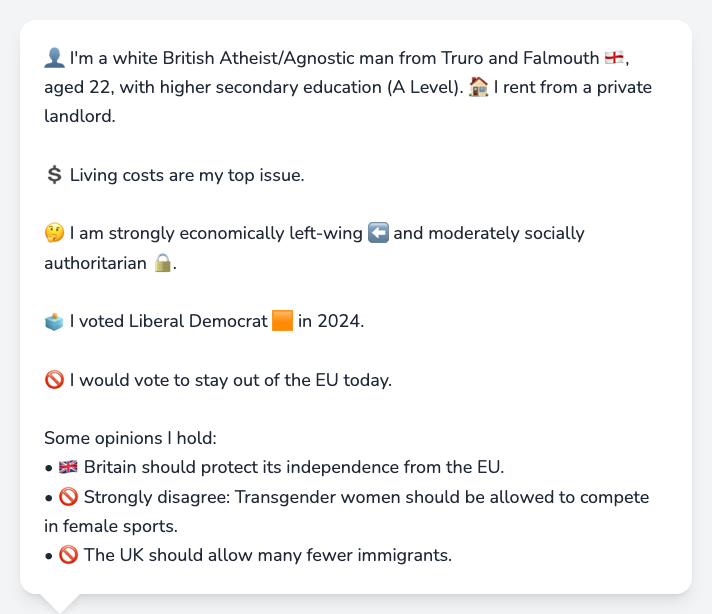 👤 I'm a white British Atheist/Agnostic man from Truro and Falmouth 🏴󠁧󠁢󠁥󠁮󠁧󠁿,
aged 22, with higher secondary education (A Level). 🏠 I rent from a private
landlord.
💲 Living costs are my top issue.
🤔 I am strongly economically left-wing ⬅️ and moderately socially
authoritarian 🔒.
🗳️ I voted Liberal Democrat 🟧 in 2024.
🚫 I would vote to stay out of the EU today.
Some opinions I hold:
• 🇬🇧 Britain should protect its independence from the EU.
• 🚫 Strongly disagree: Transgender women should be allowed to compete
in female sports.
• 🚫 The UK should allow many fewer immigrants.